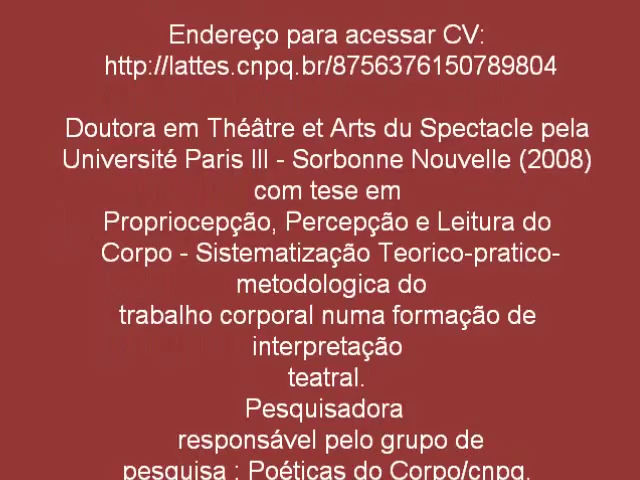 Endereço para acessar CV:
http://lattes.cnpq.br/8756376150789804
Doutora em Théâtre et Arts du Spectacle pela
Université Paris III - Sorbonne Nouvelle (2008)
com tese em
Propriocepção, Percepção e Leitura do
Corpo - Sistematização Teorico-pratico-
metodologica do
trabalho corporal numa formação de
interpretação
teatral.
Pesquisadora
responsável pelo grupo de
pesquisa : Poéticas do Corpo/cnpq.